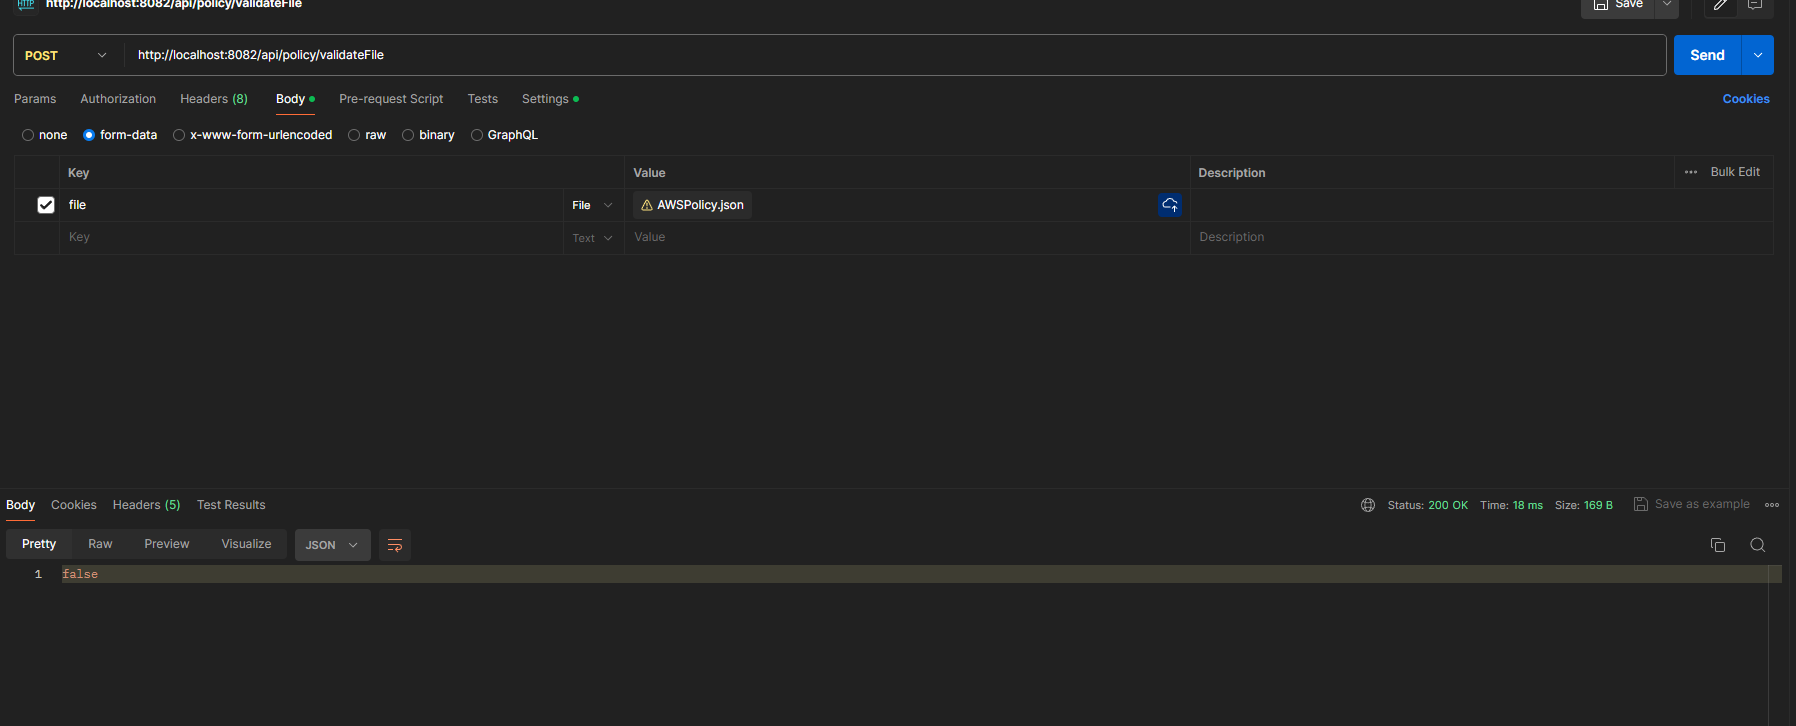 HTTP http://localhost:8082/api/policy/validateFile Save
POST http://localhost:8082/api/policy/validateFile Send
Params Authorization Headers (8) Body Pre-request Script Tests Settings Cookies
none form-data x-www-form-urlencoded raw binary GraphQL
Key Value Description Bulk Edit
file File AWSPolicy.json
Key Text Value Description
Body Cookies Headers (5) Test Results Status: 200 OK Time: 18 ms Size: 169 B Save as example
Pretty Raw Preview Visualize JSON
1 false